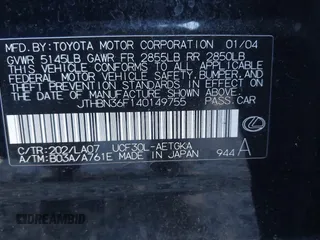 MFD. BY: TOYOTA MOTOR CORPORATION 01/04
GVWR 5145LB GAWR FR 2855LB RR 2850LB
THIS VEHICLE CONFORMS TO ALL APPLICABLE
FEDERAL MOTOR VEHICLE SAFETY, BUMPER, AND
THEFT PREVENTION STANDARDS IN EFFECT ON
THE DATE OF MANUFACTURE SHOWN ABOVE.
JTHBN36F140149755 PASS. CAR
C/TR: 202/LA07 UCF30L-AETGKA
A/TM: B03A/A761E MADE IN JAPAN 944 A
DREAMBID